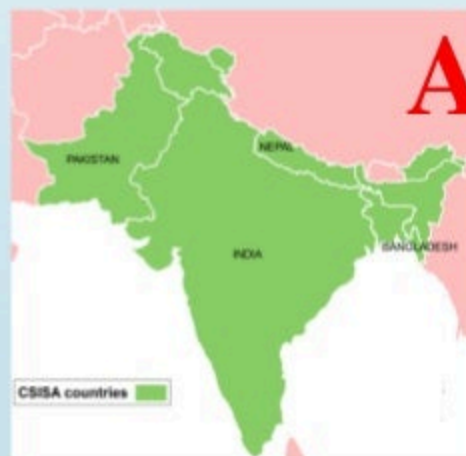 A
PAKISTAN
NEPAL
INDIA
BANGLADESH
CSISA countries